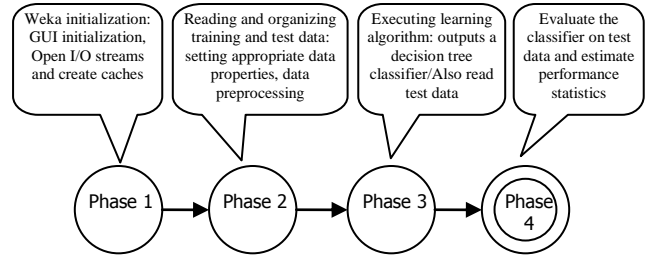 Weka initialization:
GUI initialization,
Open I/O streams
and create caches
Reading and organizing
training and test data:
setting appropriate data
properties, data
preprocessing
Executing learning
algorithm: outputs a
decision tree
classifier/Also read
test data
Evaluate the
classifier on test
data and estimate
performance
statistics
Phase 1
Phase 2
Phase 3
Phase
4